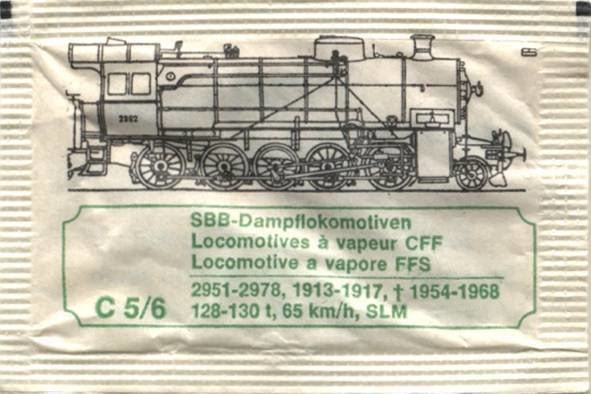 2962
SBB-Dampflokomotiven
Locomotives à vapeur CFF
Locomotive a vapore FFS
C 5/6
2951-2978, 1913-1917, † 1954-1968
128-130 t, 65 km/h, SLM